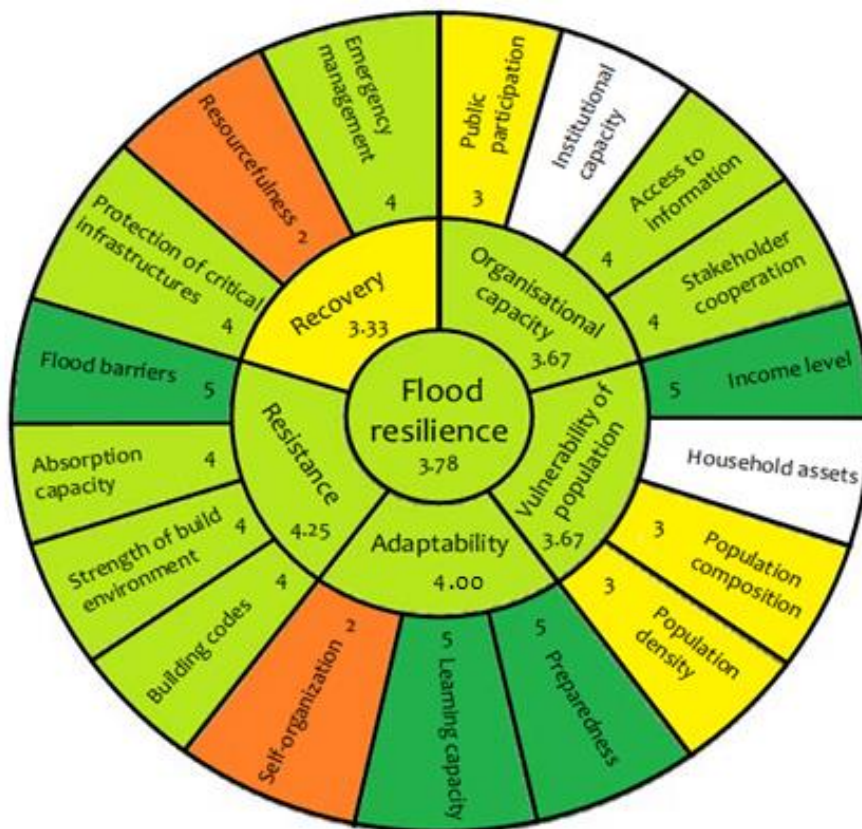 Flood
resilience
3.78
Organisational
capacity
3.67
Public
participation
3
Institutional
capacity
Access to
information
4
Stakeholder
cooperation
4
Vulnerability of
population
3.67
Income level
5
Household assets
Population
composition
3
Population
density
3
Adaptability
4.00
Preparedness
5
Learning capacity
5
Self-organization
2
Resistance
4.25
Building codes
4
Strength of build
environment
4
Absorption
capacity
4
Flood barriers
5
Recovery
3.33
Protection of critical
infrastructures
4
Resourcefulness
2
Emergency
management
4